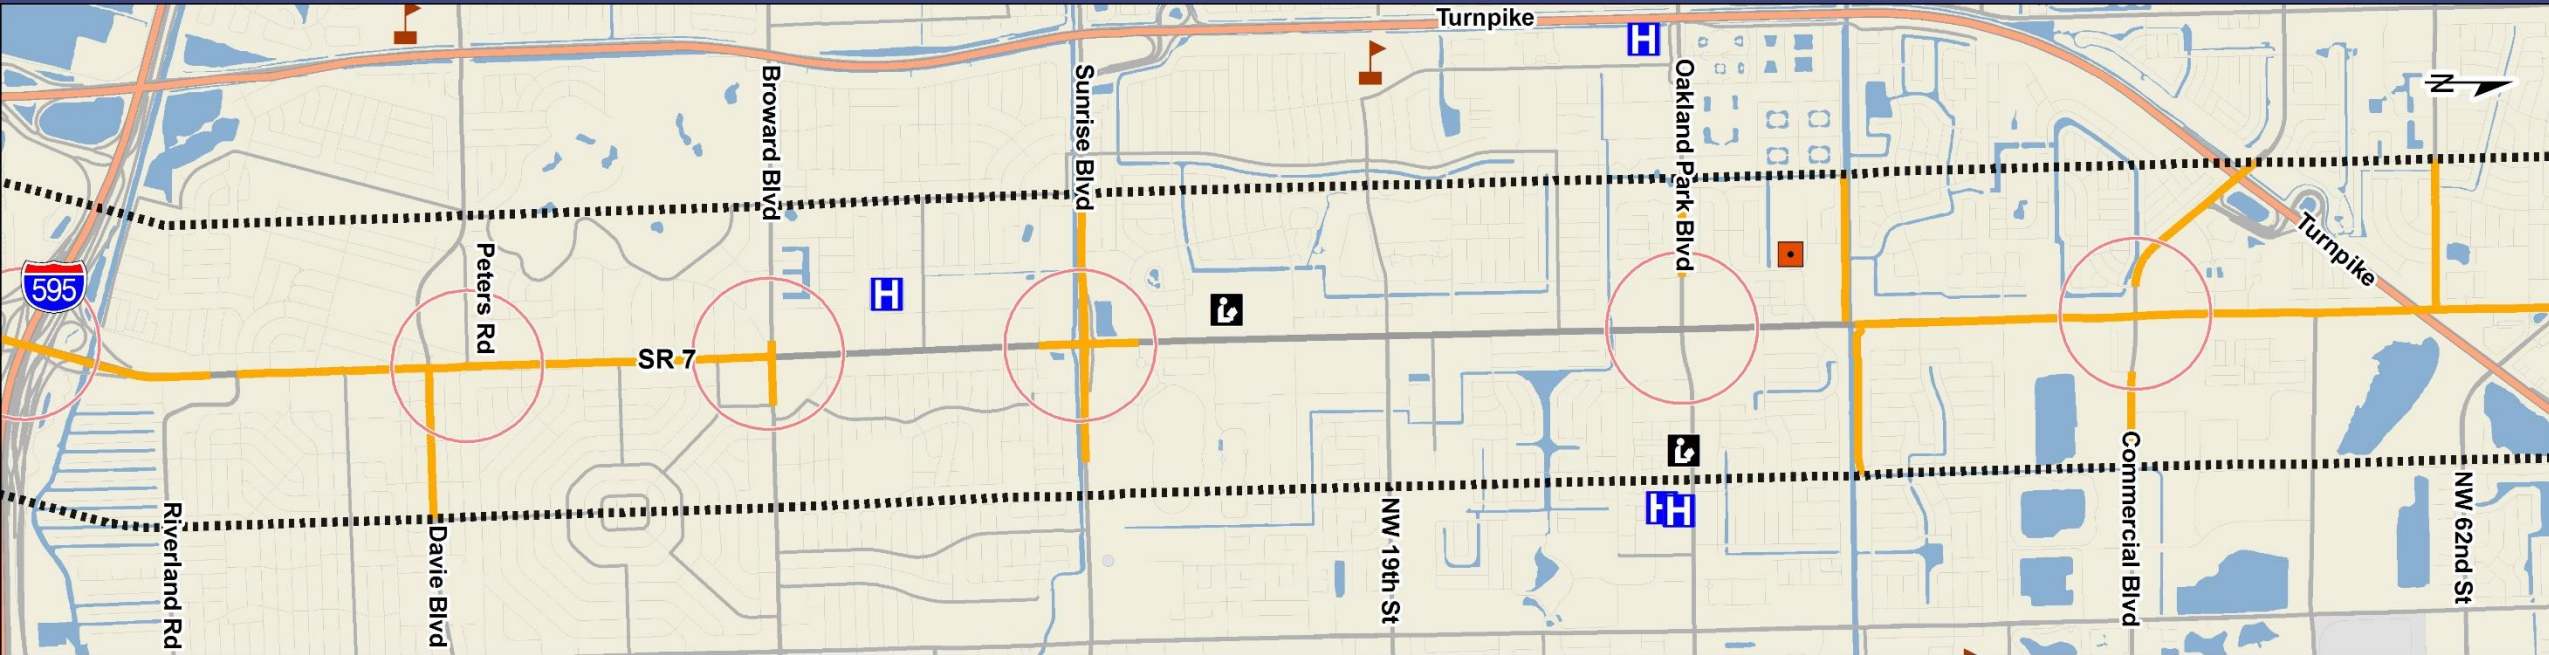 Turnpike
H
Broward Blvd
Sunrise Blvd
Oakland Park Blvd
N
595
Peters Rd
H
Turnpike
SR 7
Riverland Rd
Davie Blvd
NW 19th St
H
H
Commercial Blvd
NW 62nd St